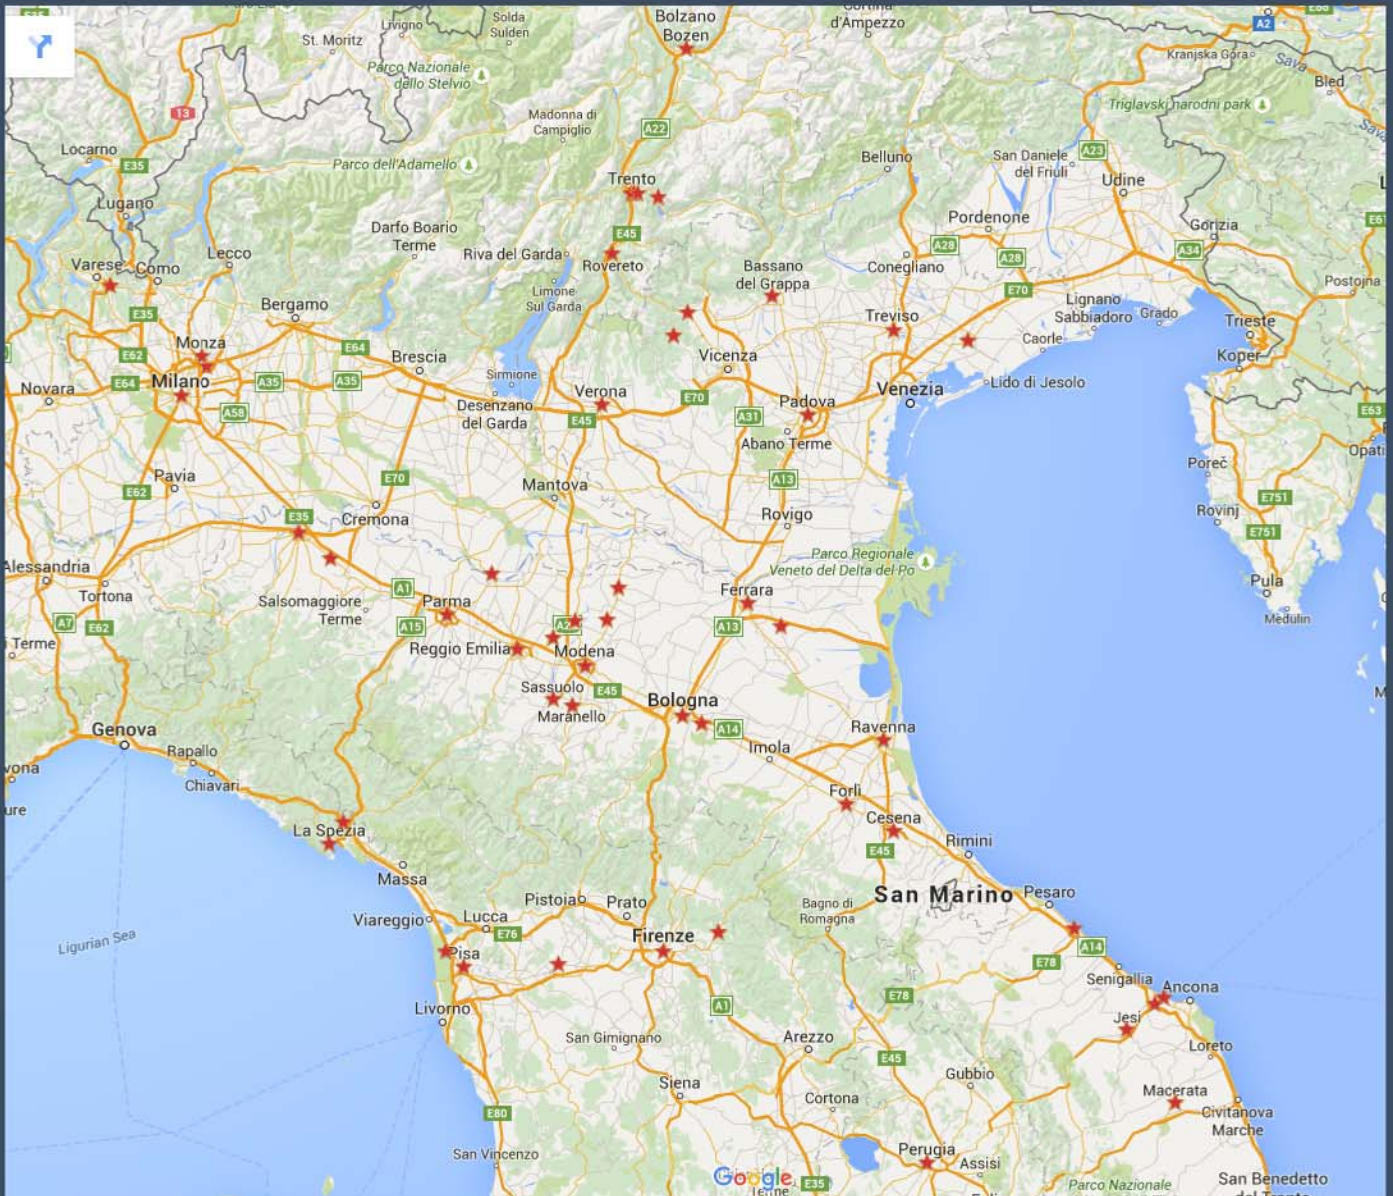 E35
Solda
Sulden
Livigno
St. Moritz
Bolzano
Bozen
d'Ampezzo
A2
Kranjska Gora
Sava
Bled
Parco Nazionale
dello Stelvio
13
Madonna di
Campiglio
A22
Triglavski narodni park
Sava
Locarno
E35
Parco dell'Adamello
Trento
Belluno
San Daniele
del Friuli
A23
Udine
Lugano
Darfo Boario
Terme
E45
Pordenone
Gorizia
E61
Varese
Como
Lecco
Riva del Garda
Rovereto
Bassano
del Grappa
Conegliano
A28
A28
A34
Postojna
Limone
Sul Garda
E70
Bergamo
E35
Treviso
Lignano
Sabbiadoro
Grado
Trieste
Monza
E62
E64
Brescia
Vicenza
Caorle
Koper
Milano
E64
A35
A35
Sirmione
Novara
A58
Desenzano
del Garda
Verona
E45
E70
A31
Padova
Venezia
Lido di Jesolo
E63
Abano Terme
Opati
Pavia
E62
E70
Mantova
A13
Poreč
E751
Rovinj
E751
E35
Cremona
Rovigo
Parco Regionale
Veneto del Delta del Po
Alessandria
Tortona
A1
Ferrara
Pula
Medulin
Salsomaggiore
Terme
Parma
A7
E62
A15
A13
i Terme
Reggio Emilia
Modena
Sassuolo
E45
Maranello
Bologna
A14
Genova
Imola
Ravenna
Rapallo
vona
Chiavari
Forlì
ure
La Spezia
Cesena
Rimini
E45
Massa
San Marino
Pesaro
Pistoia
Prato
Bagno di
Romagna
Viareggio
Lucca
E76
Firenze
Ligurian Sea
A14
Pisa
E78
Senigallia
Ancona
E78
Livorno
A1
Jesi
San Gimignano
Arezzo
Loreto
E45
Siena
Gubbio
Cortona
Macerata
E80
Civitanova
Marche
San Vincenzo
Perugia
Assisi
Google
E35
Parco Nazionale
San Benedetto